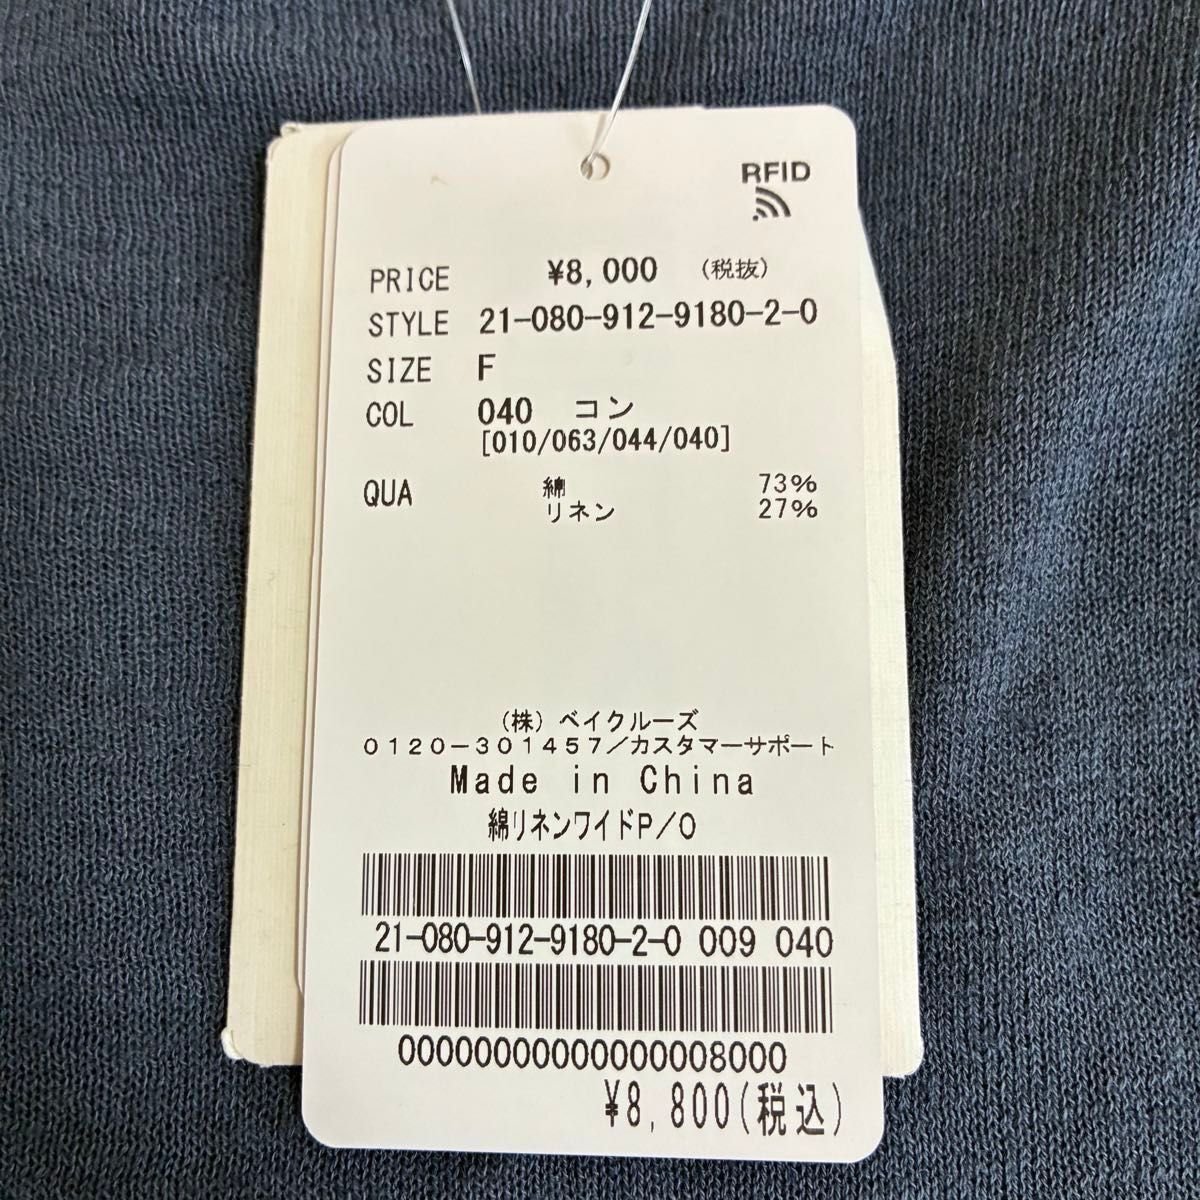 RFID
PRICE ¥8,000 (税抜)
STYLE 21-080-912-9180-2-0
SIZE F
COL 040 コン
[010/063/044/040]
QUA 綿 73%
リネン 27%
(株) ベイクルーズ
0120-301457/カスタマーサポート
Made in China
綿リネンワイドP/O
21-080-912-9180-2-0 009 040
000000000000000008000
¥8,800(税込)